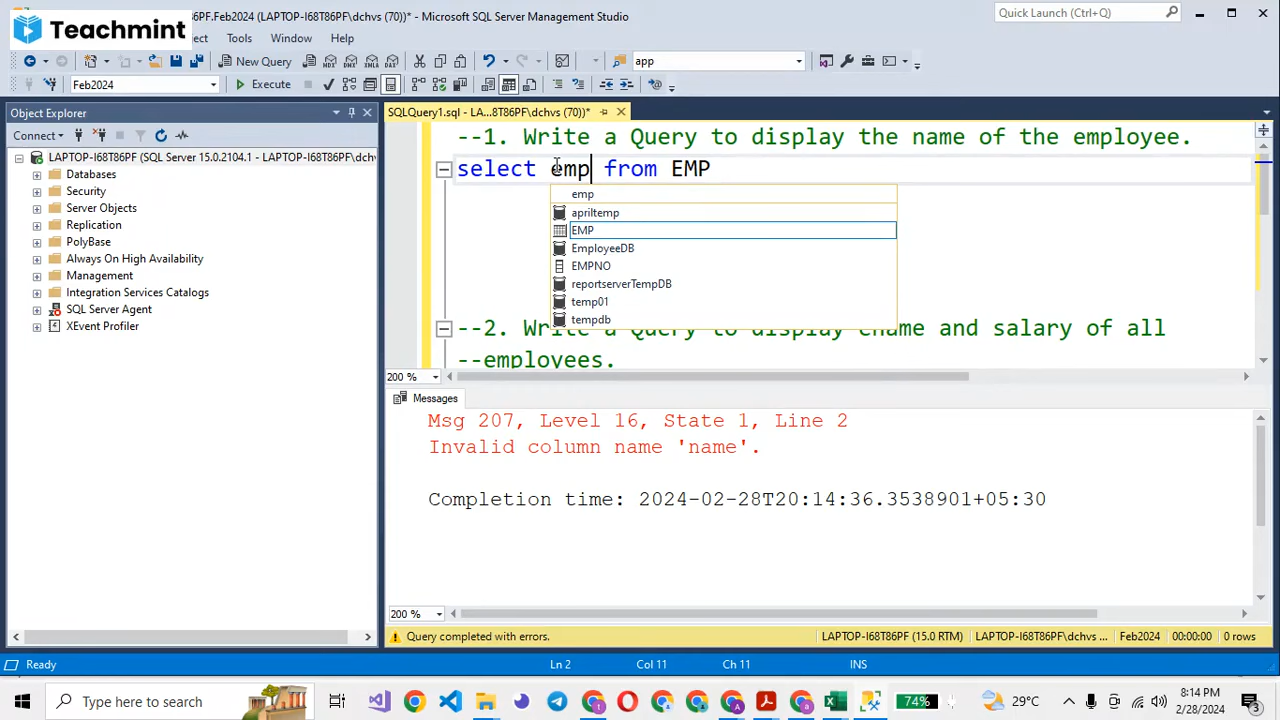 PF.Feb2024 (LAPTOP-I68T86PF\dchvs (70))* - Microsoft SQL Server Management Studio
Quick Launch (Ctrl+Q)
Teachmint
Tools Window Help
New Query
app
Feb2024
Execute
Object Explorer
SQLQuery1.sql - LA...8T86PF\dchvs (70))*
Connect
LAPTOP-I68T86PF (SQL Server 15.0.2104.1 - LAPTOP-I68T86PF\dchvs
Databases
Security
Server Objects
Replication
PolyBase
Always On High Availability
Management
Integration Services Catalogs
SQL Server Agent
XEvent Profiler
--1. Write a Query to display the name of the employee.
select emp from EMP
emp
apriltemp
EMP
EmployeeDB
EMPNO
reportserverTempDB
temp01
tempdb
--2. Write a Query to display ename and salary of all
--employees.
200 %
Messages
Msg 207, Level 16, State 1, Line 2
Invalid column name 'name'.
Completion time: 2024-02-28T20:14:36.3538901+05:30
200 %
Query completed with errors.
LAPTOP-I68T86PF (15.0 RTM)
LAPTOP-I68T86PF\dchvs ...
Feb2024
00:00:00
0 rows
Ready
Ln 2
Col 11
Ch 11
INS
Type here to search
74%
29°C
8:14 PM
2/28/2024
3